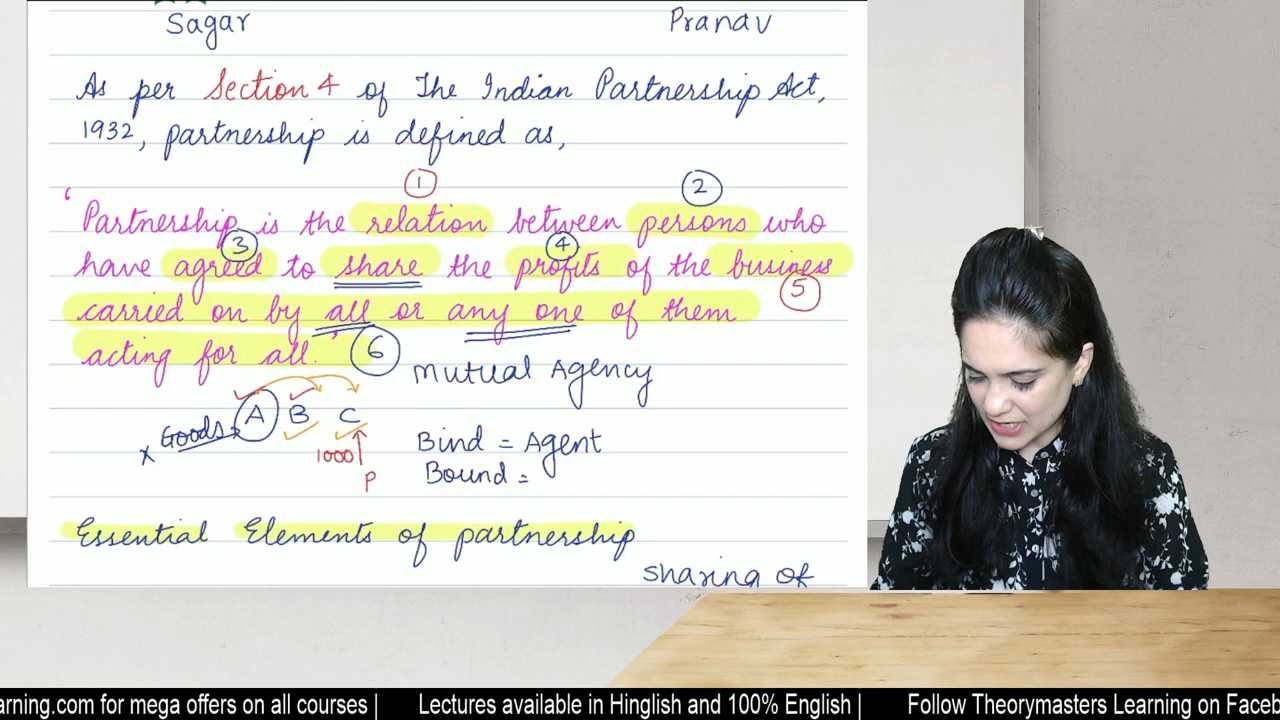 Sagar Pranav
As per Section 4 of The Indian Partnership Act,
1932, partnership is defined as,
① ②
'Partnership is the relation between persons who
③ ④
have agreed to share the profits of the business
⑤
carried on by all or any one of them
acting for all.' ⑥
Mutual Agency
x Goods A B C
Bind = Agent
1000
Bound =
P
Essential Elements of partnership
sharing of
arning.com for mega offers on all courses | Lectures available in Hinglish and 100% English | Follow Theorymasters Learning on Faceb